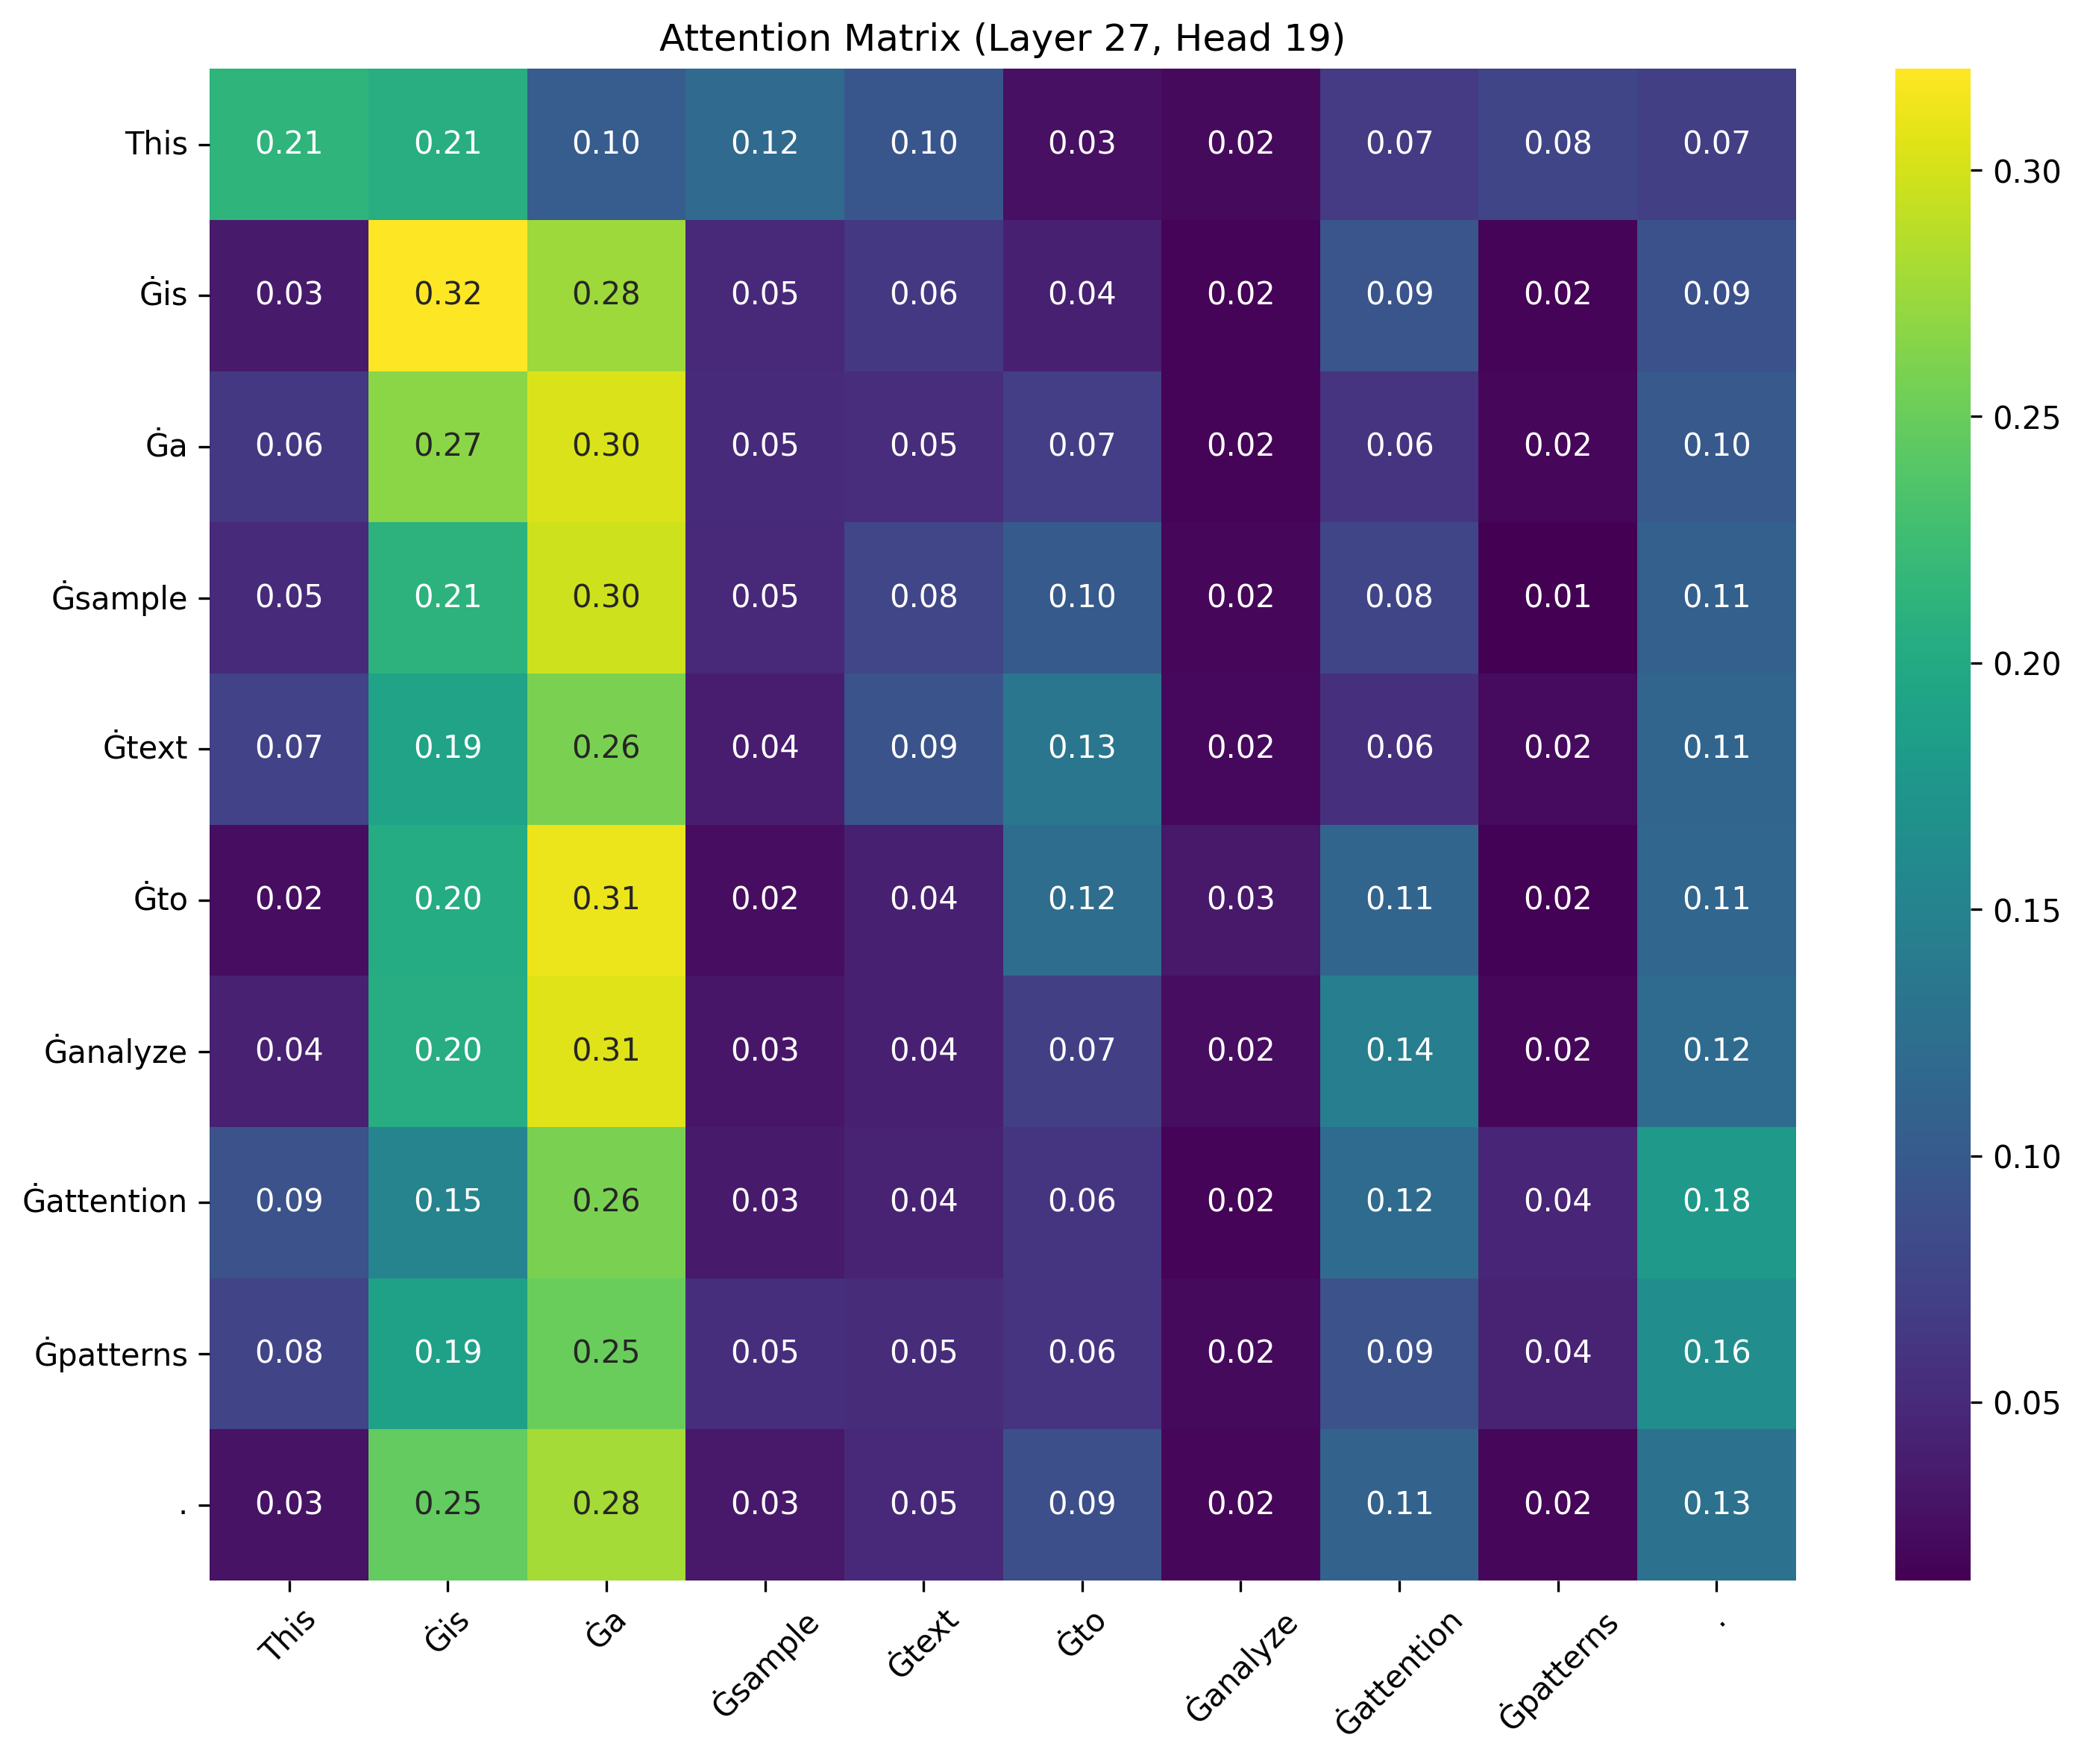 Attention Matrix (Layer 27, Head 19)
This 0.21 0.21 0.10 0.12 0.10 0.03 0.02 0.07 0.08 0.07
Ġis 0.03 0.32 0.28 0.05 0.06 0.04 0.02 0.09 0.02 0.09
Ġa 0.06 0.27 0.30 0.05 0.05 0.07 0.02 0.06 0.02 0.10
Ġsample 0.05 0.21 0.30 0.05 0.08 0.10 0.02 0.08 0.01 0.11
Ġtext 0.07 0.19 0.26 0.04 0.09 0.13 0.02 0.06 0.02 0.11
Ġto 0.02 0.20 0.31 0.02 0.04 0.12 0.03 0.11 0.02 0.11
Ġanalyze 0.04 0.20 0.31 0.03 0.04 0.07 0.02 0.14 0.02 0.12
Ġattention 0.09 0.15 0.26 0.03 0.04 0.06 0.02 0.12 0.04 0.18
Ġpatterns 0.08 0.19 0.25 0.05 0.05 0.06 0.02 0.09 0.04 0.16
. 0.03 0.25 0.28 0.03 0.05 0.09 0.02 0.11 0.02 0.13
This Ġis Ġa Ġsample Ġtext Ġto Ġanalyze Ġattention Ġpatterns .
0.30
0.25
0.20
0.15
0.10
0.05